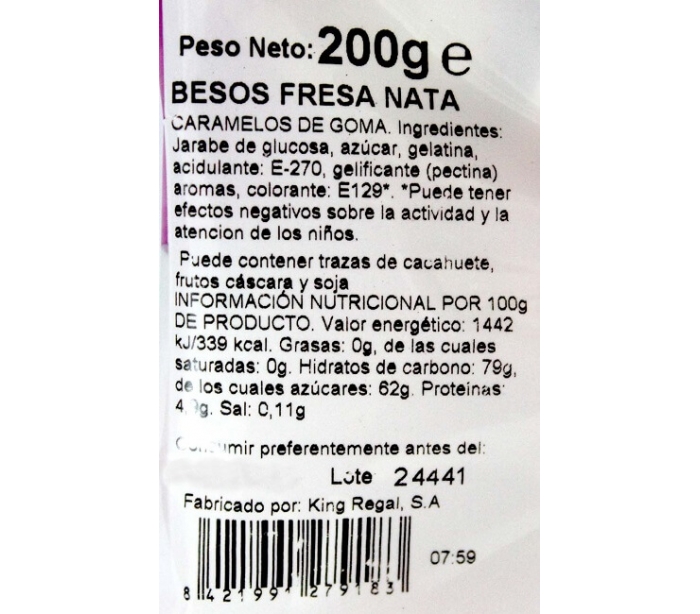 Peso Neto: 200g e
BESOS FRESA NATA
CARAMELOS DE GOMA. Ingredientes:
Jarabe de glucosa, azúcar, gelatina,
acidulante: E-270, gelificante (pectina)
aromas, colorante: E129*. *Puede tener
efectos negativos sobre la actividad y la
atencion de los niños.
Puede contener trazas de cacahuete,
frutos cáscara y soja
INFORMACIÓN NUTRICIONAL POR 100g
DE PRODUCTO. Valor energético: 1442
kJ/339 kcal. Grasas: 0g, de las cuales
saturadas: 0g. Hidratos de carbono: 79g,
de los cuales azúcares: 62g. Proteínas:
Sal: 0,11g
preferentemente antes del:
Lote 24441
Fabricado por: King Regal, S.A
07:59
8 421991 279183